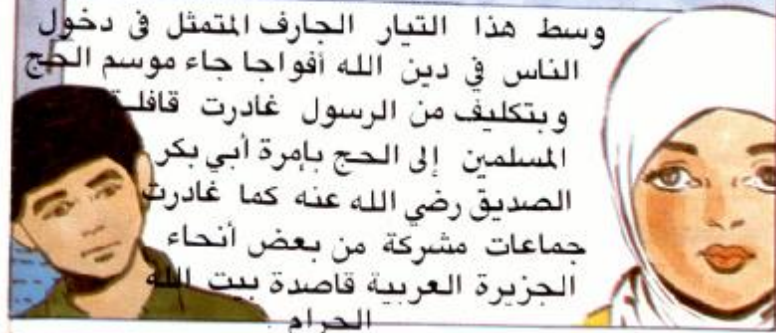 وسط هذا التيار الجارف المتمثل في دخول
الناس في دين الله أفواجا جاء موسم الحج
وبتكليف من الرسول غادرت قافلة
المسلمين إلى الحج بإمرة أبي بكر
الصديق رضي الله عنه كما غادرت
جماعات مشركة من بعض أنحاء
الجزيرة العربية قاصدة بيت الله
الحرام .